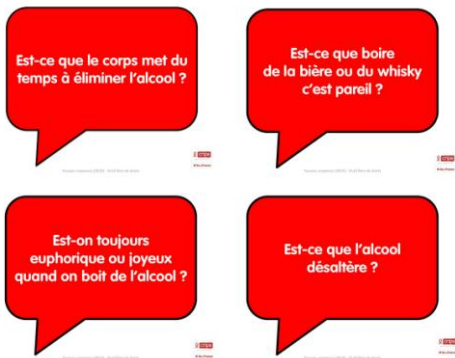 Est-ce que le corps met du
temps à éliminer l'alcool ?
Est-ce que boire
de la bière ou du whisky
c'est pareil ?
Est-on toujours
euphorique ou joyeux
quand on boit de l'alcool ?
Est-ce que l'alcool
désaltère ?